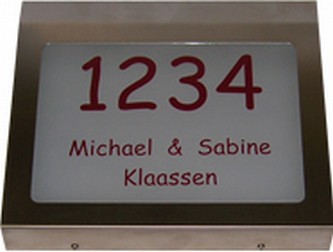 1234
Michael & Sabine
Klaassen